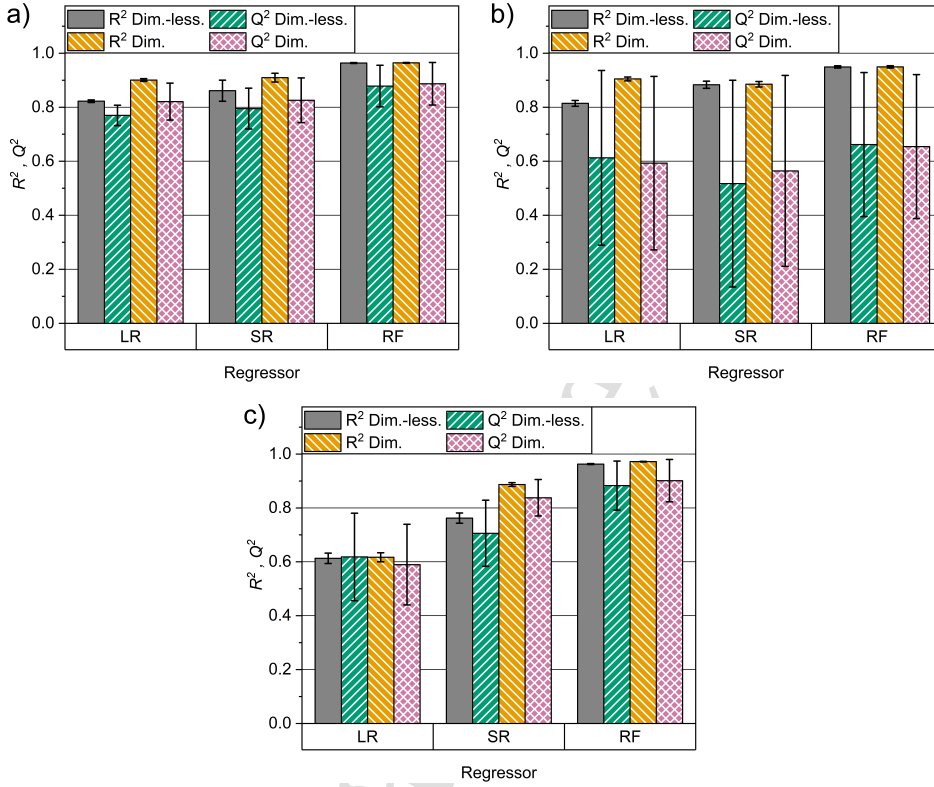 a)
R² Dim.-less. Q² Dim.-less.
R² Dim. Q² Dim.
1.0
0.8
0.6
0.4
0.2
0.0
R², Q²
LR SR RF
Regressor
b)
R² Dim.-less. Q² Dim.-less.
R² Dim. Q² Dim.
1.0
0.8
0.6
0.4
0.2
0.0
R², Q²
LR SR RF
Regressor
c)
R² Dim.-less. Q² Dim.-less.
R² Dim. Q² Dim.
1.0
0.8
0.6
0.4
0.2
0.0
R², Q²
LR SR RF
Regressor